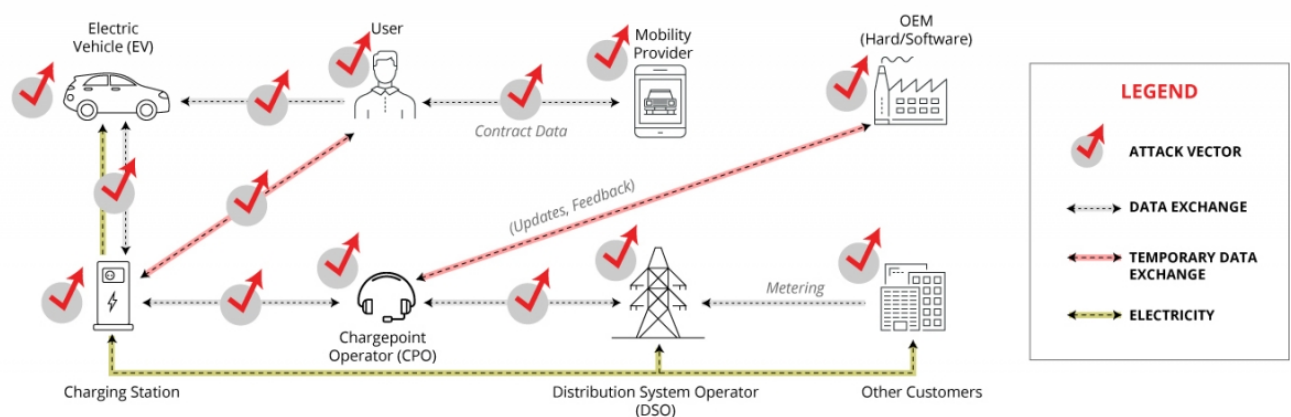 Electric
Vehicle (EV)
User
Mobility
Provider
OEM
(Hard/Software)
Contract Data
(Updates, Feedback)
Metering
Chargepoint
Operator (CPO)
Charging Station
Distribution System Operator
(DSO)
Other Customers
LEGEND
ATTACK VECTOR
DATA EXCHANGE
TEMPORARY DATA
EXCHANGE
ELECTRICITY